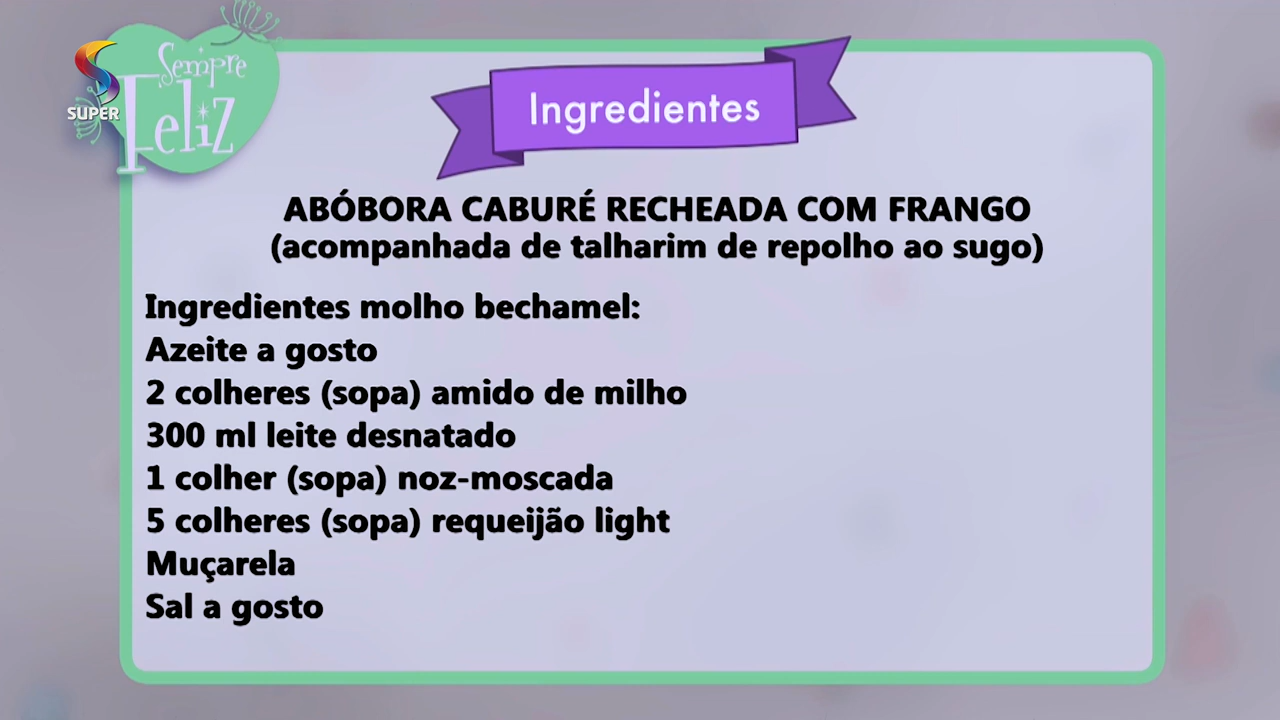 Sempre
Feliz
SUPER
Ingredientes
ABÓBORA CABURÉ RECHEADA COM FRANGO
(acompanhada de talharim de repolho ao sugo)
Ingredientes molho bechamel:
Azeite a gosto
2 colheres (sopa) amido de milho
300 ml leite desnatado
1 colher (sopa) noz-moscada
5 colheres (sopa) requeijão light
Muçarela
Sal a gosto